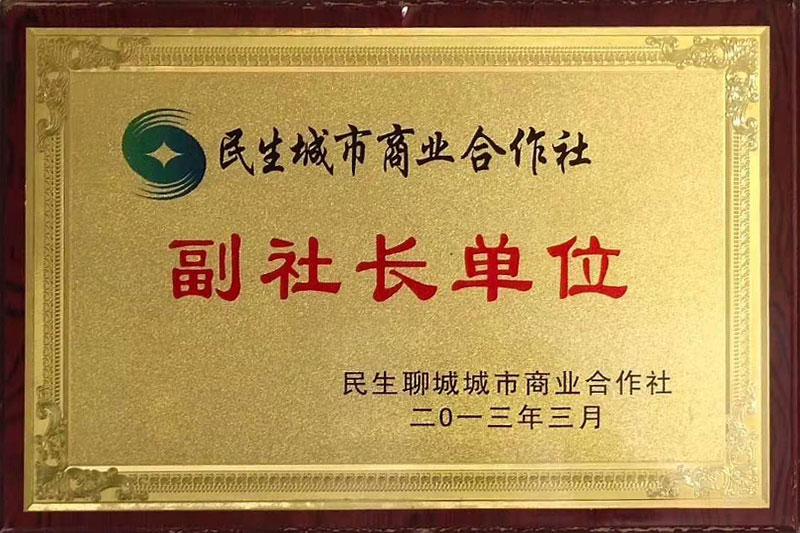 民生城市商业合作社
副社长单位
民生聊城城市商业合作社
二0一三年三月